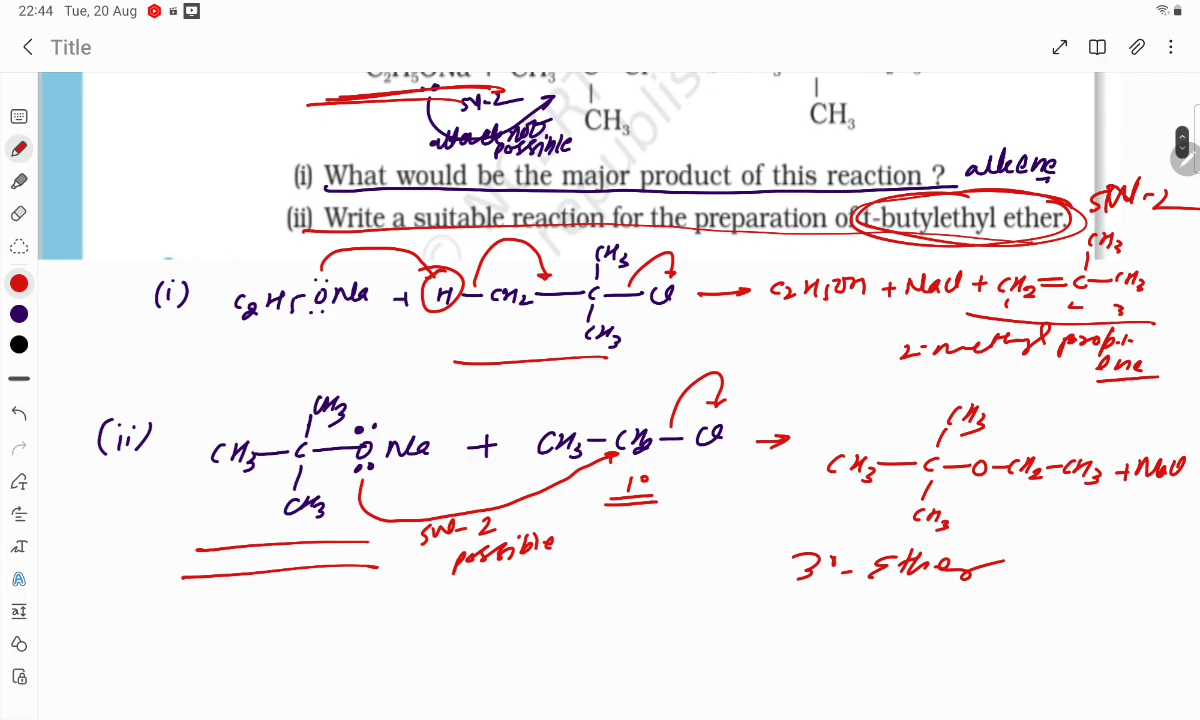 22:44 Tue, 20 Aug
Title
C2H5ONa + CH3
SN-2
CH3
CH3
attack not
possible
(i) What would be the major product of this reaction ? alkene
(ii) Write a suitable reaction for the preparation of t-butylethyl ether. SN-2
CH3 CH3
(i) C2H5ONa + H-CH2-C-Cl → C2H5OH + NaCl + CH2=C-CH3
CH3
1 2 3
2-methyl prop-1-
ene
CH3 CH3
(ii) CH3-C-O Na + CH3-CH2-Cl → CH3-C-O-CH2-CH3 + NaCl
CH3 1° CH3
SN-2
possible
3°- Ether